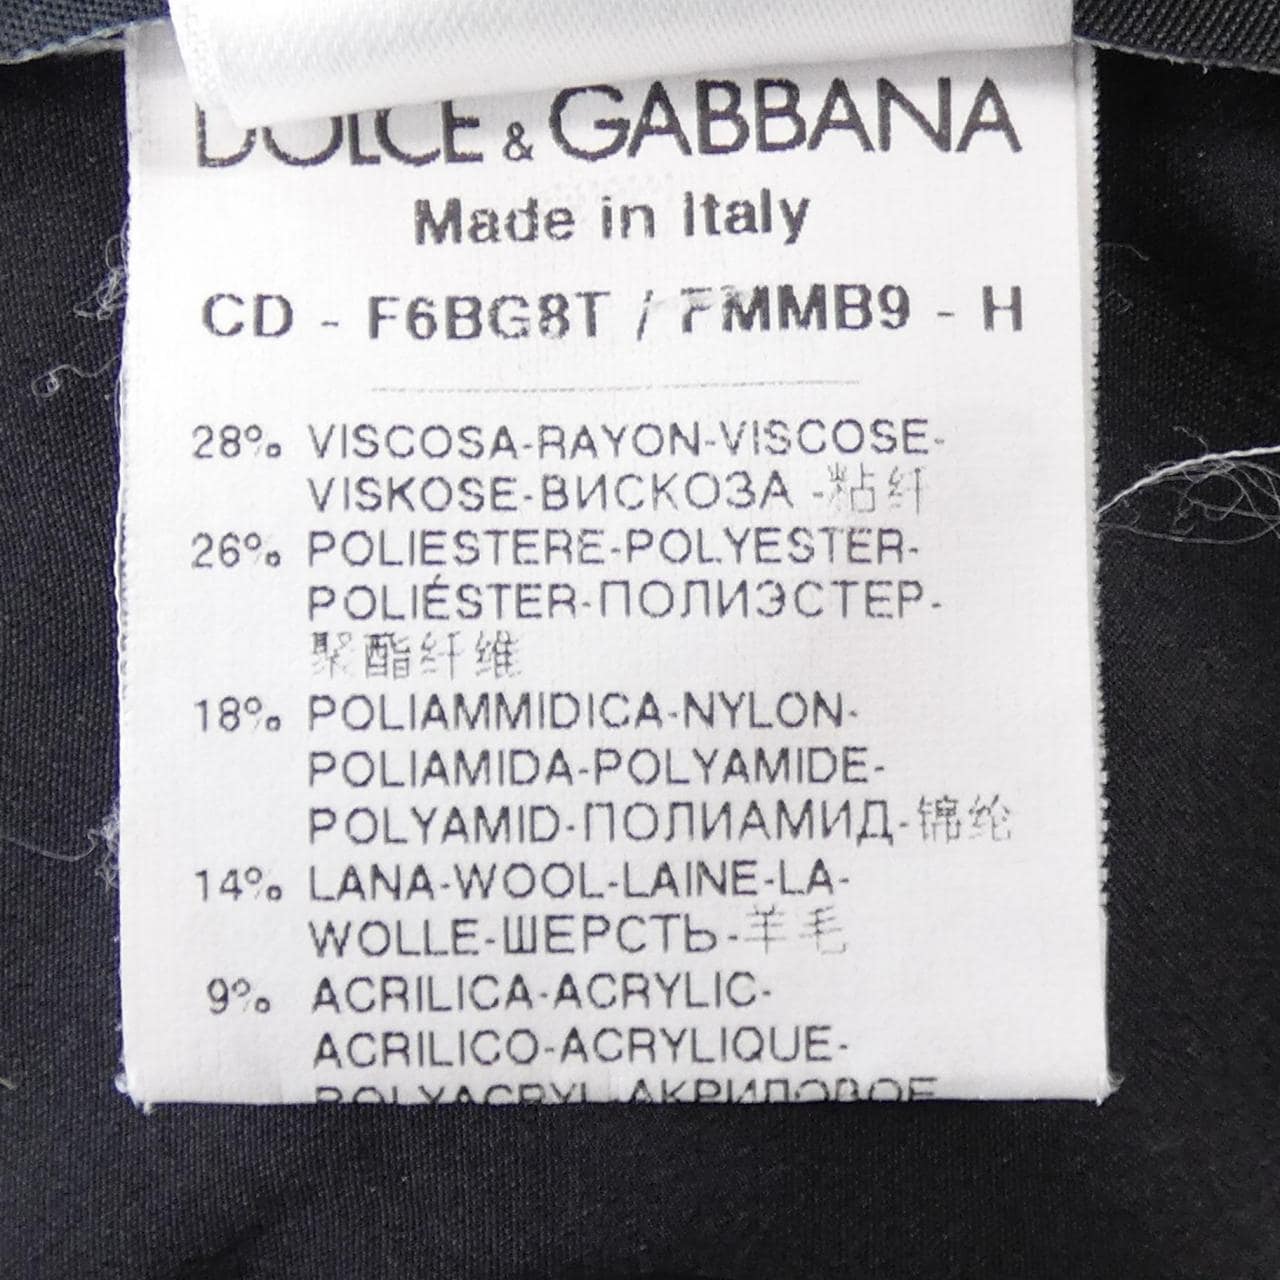 DOLCE & GABBANA
Made in Italy
CD - F6BG8T / FMMB9 - H
28% VISCOSA-RAYON-VISCOSE-
VISKOSE-ВИСКОЗА -粘纤
26% POLIESTERE-POLYESTER-
POLIÉSTER-ПОЛИЭСТЕР-
聚酯纤维
18% POLIAMMIDICA-NYLON-
POLIAMIDA-POLYAMIDE-
POLYAMID-ПОЛИАМИД-锦纶
14% LANA-WOOL-LAINE-LA-
WOLLE-ШЕРСТЬ-羊毛
9% ACRILICA-ACRYLIC-
ACRILICO-ACRYLIQUE-
POLYACRYL-АКРИЛОВОЕ